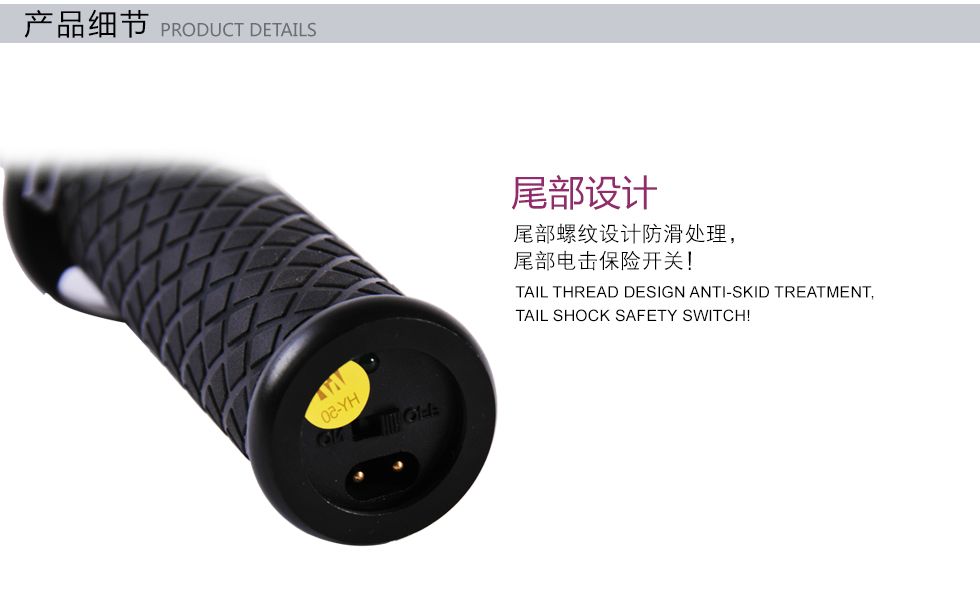 产品细节 PRODUCT DETAILS
尾部设计
尾部螺纹设计防滑处理，
尾部电击保险开关！
TAIL THREAD DESIGN ANTI-SKID TREATMENT,
TAIL SHOCK SAFETY SWITCH!
HY-50
ON OFF